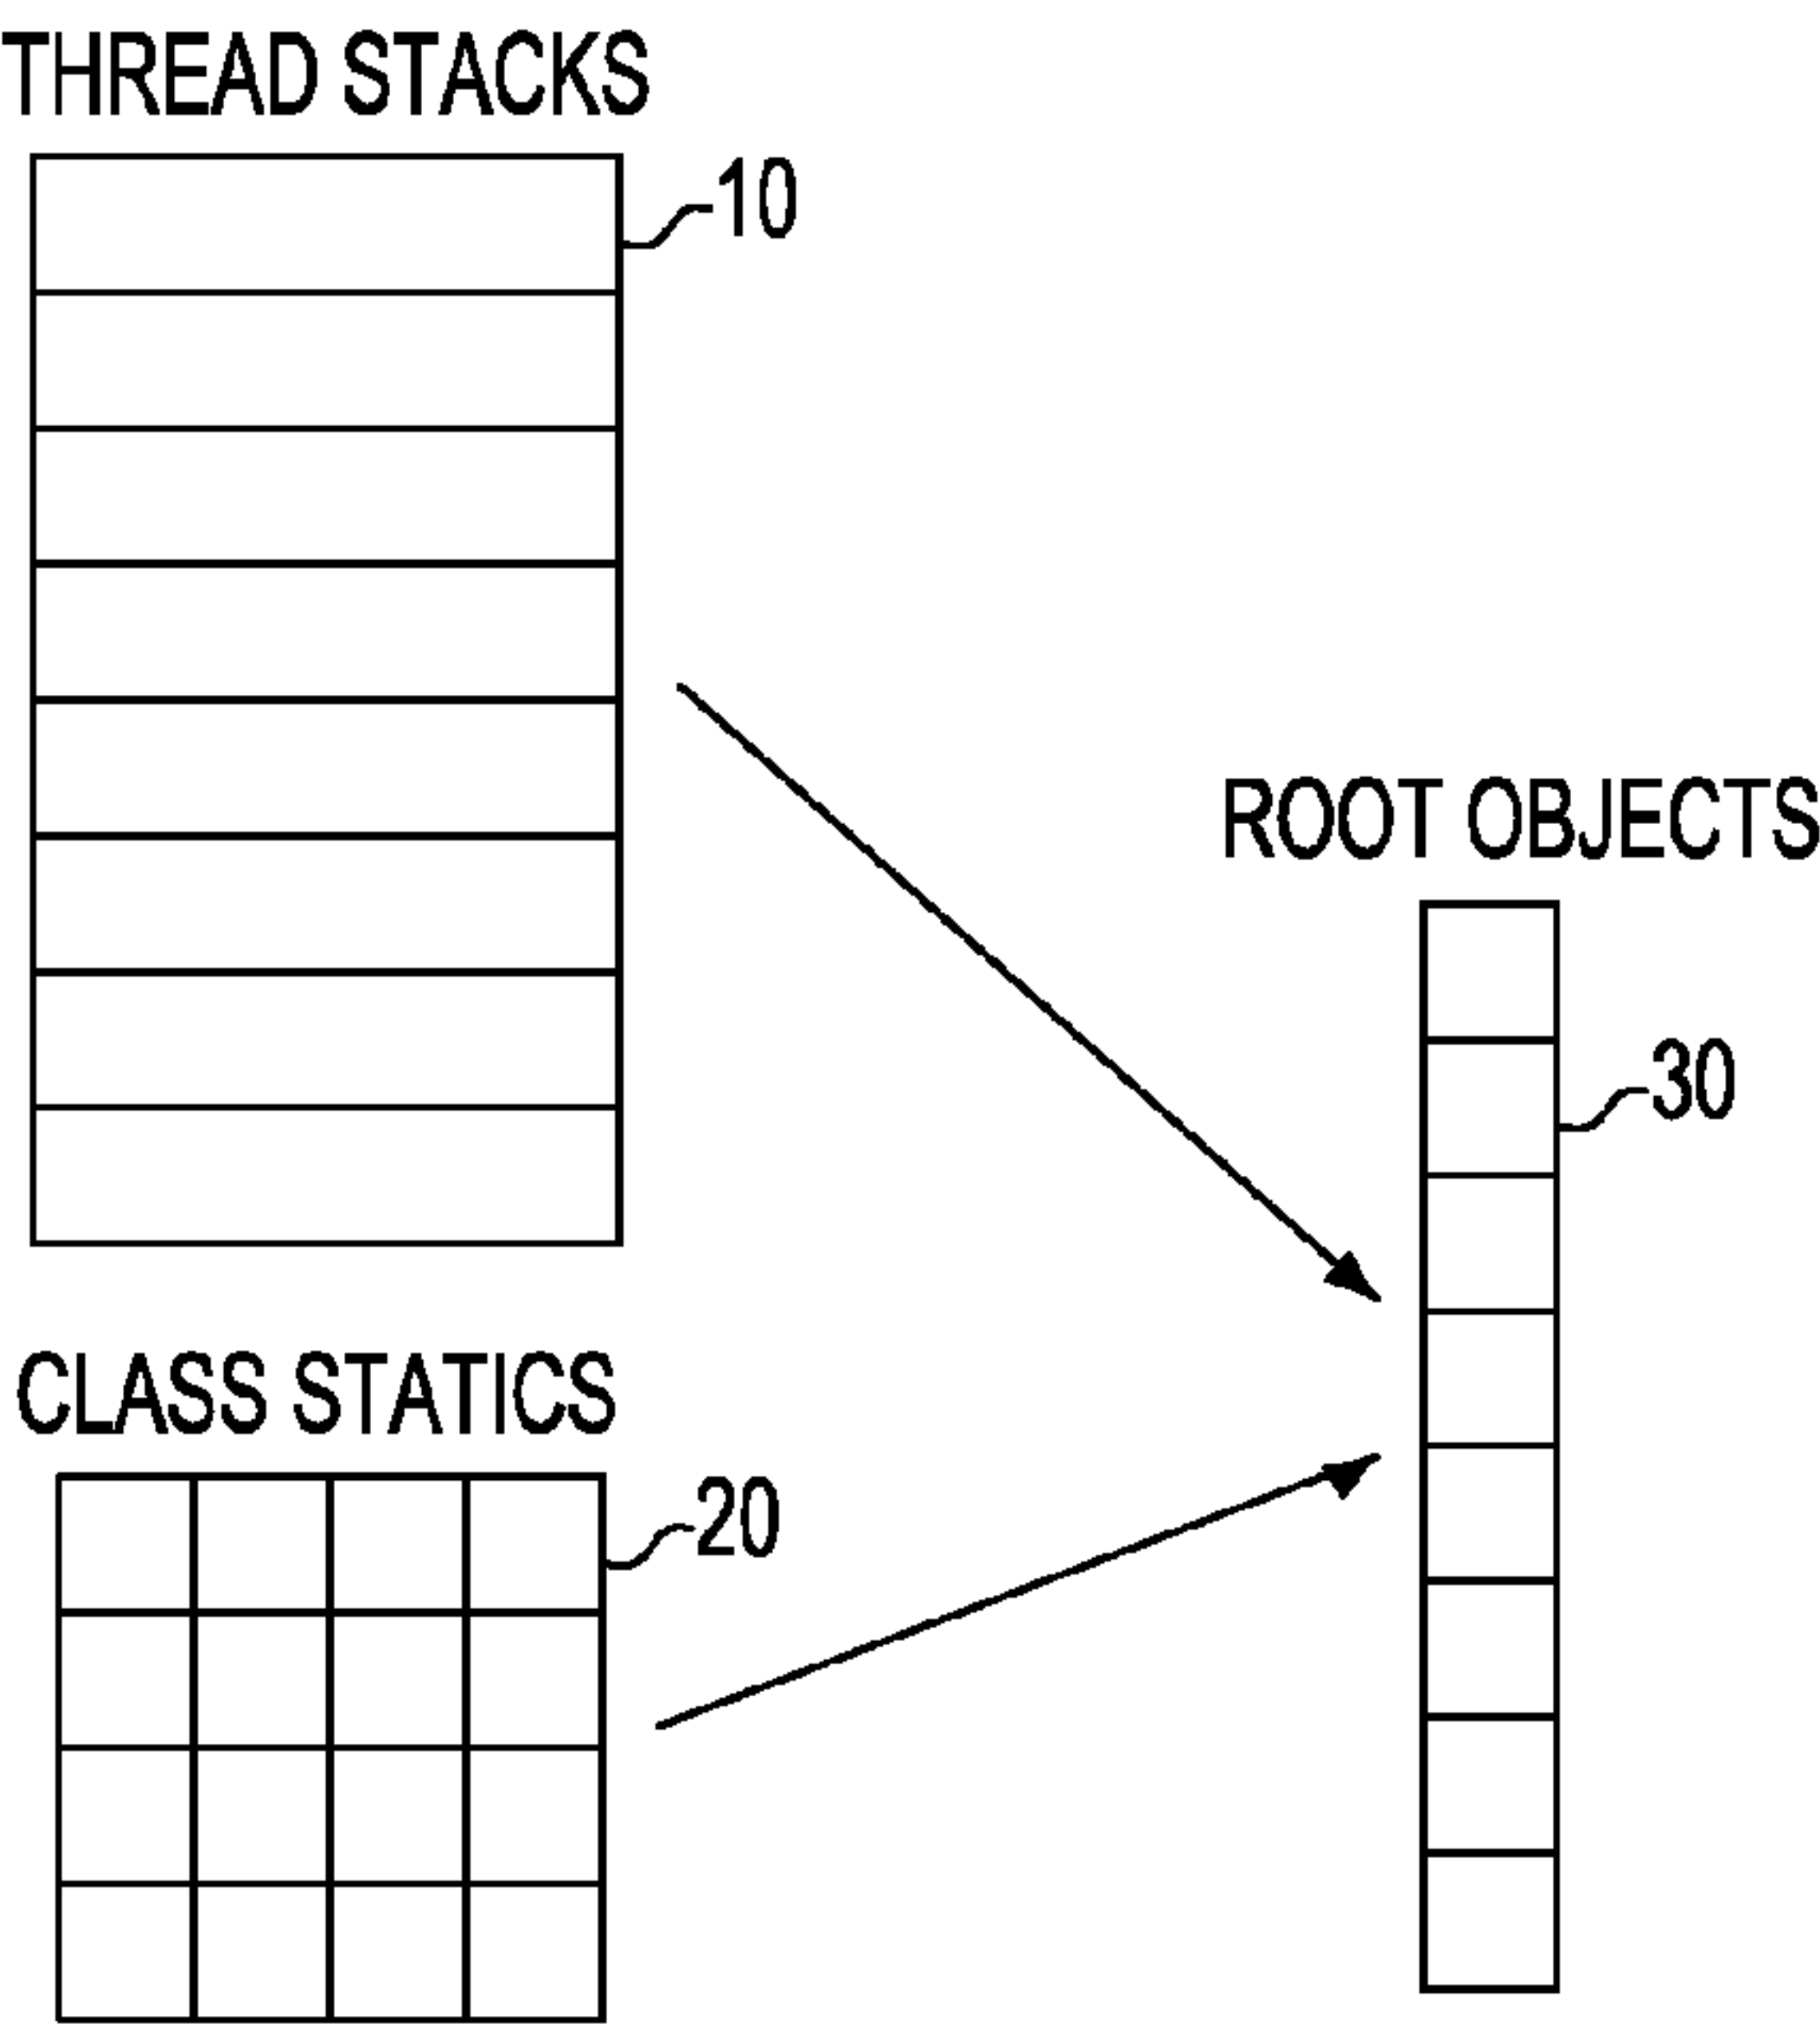 THREAD STACKS
10
ROOT OBJECTS
30
CLASS STATICS
20